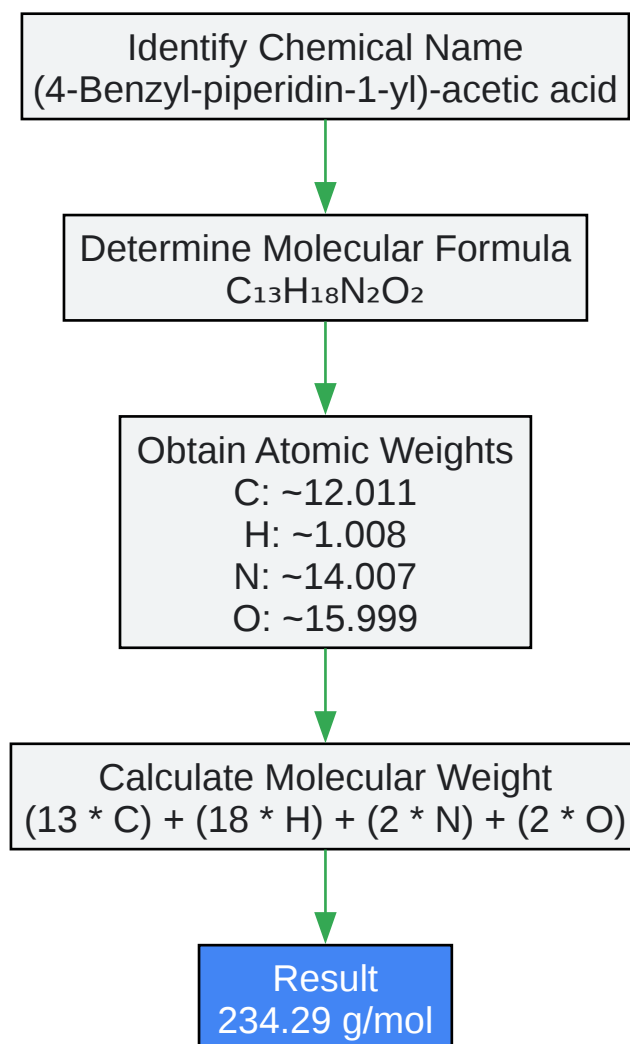 Identify Chemical Name
(4-Benzyl-piperidin-1-yl)-acetic acid
Determine Molecular Formula
C₁₃H₁₈N₂O₂
Obtain Atomic Weights
C: ~12.011
H: ~1.008
N: ~14.007
O: ~15.999
Calculate Molecular Weight
(13 * C) + (18 * H) + (2 * N) + (2 * O)
Result
234.29 g/mol